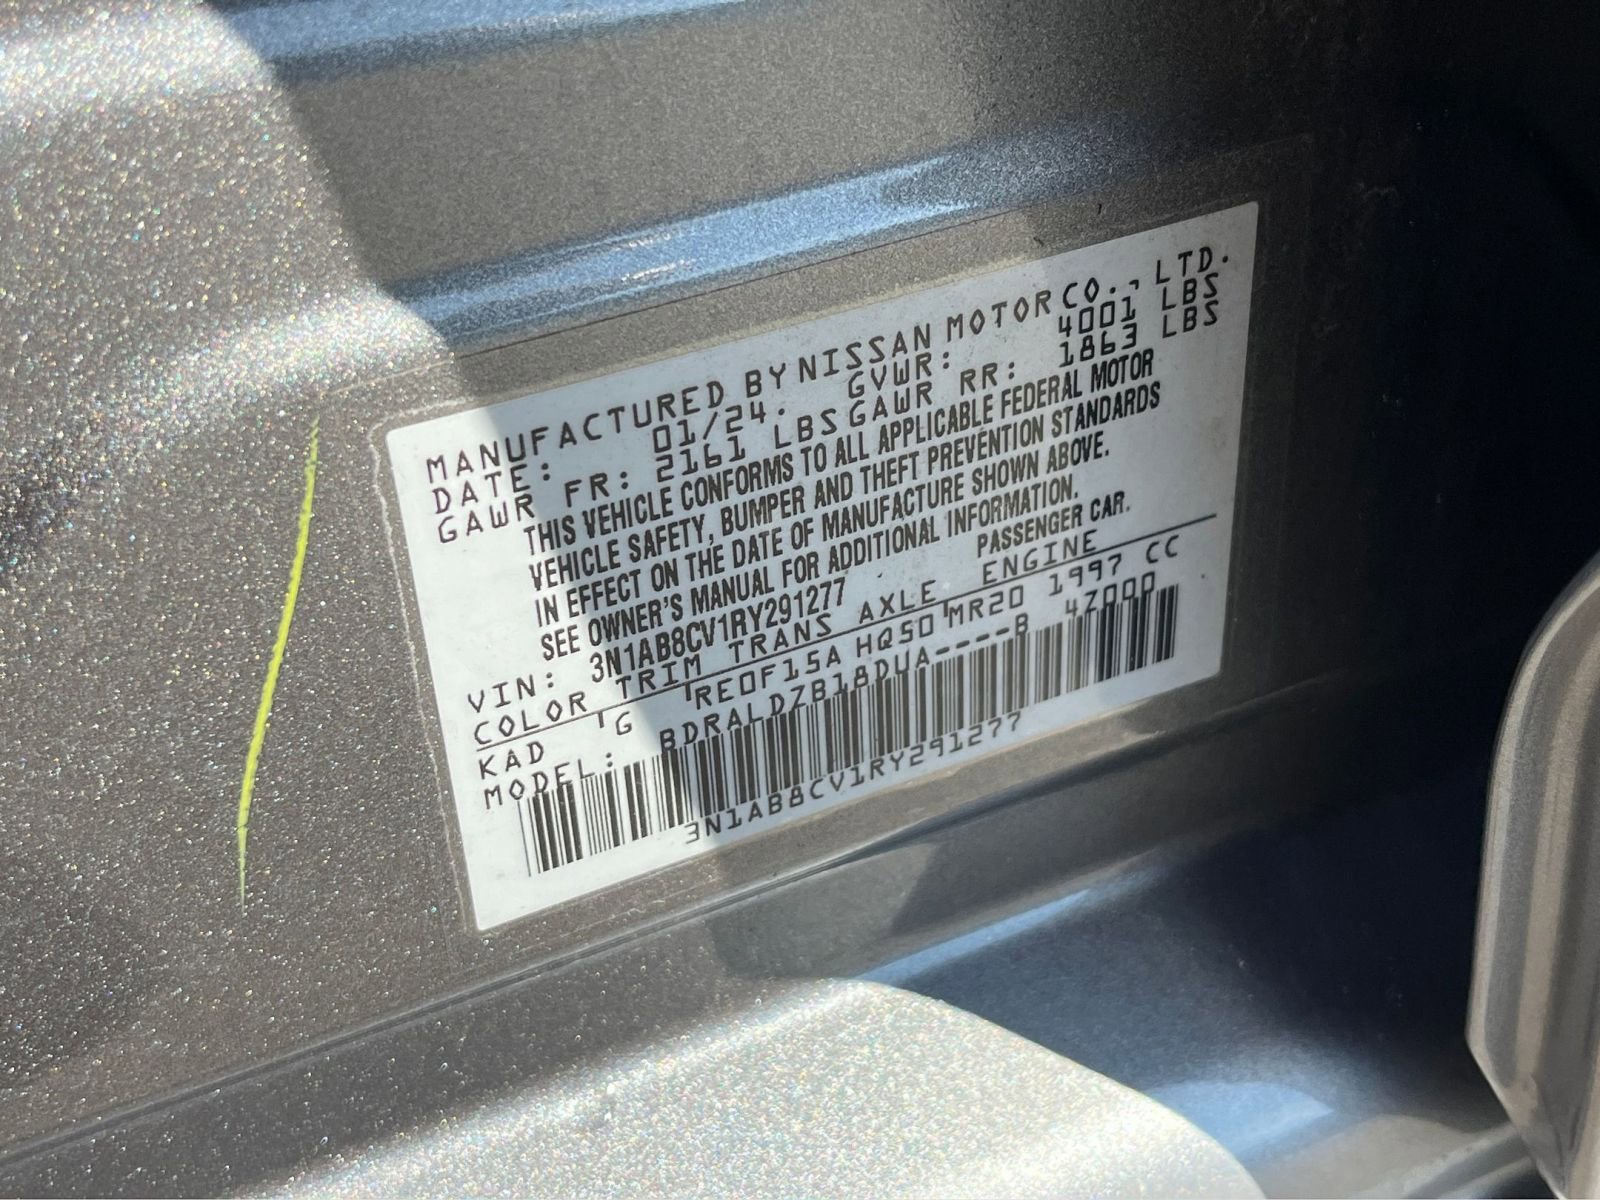 MANUFACTURED BY NISSAN MOTOR CO., LTD.
DATE: 01/24. GVWR: 4001 LBS
GAWR FR: 2161 LBS GAWR RR: 1863 LBS
THIS VEHICLE CONFORMS TO ALL APPLICABLE FEDERAL MOTOR
VEHICLE SAFETY, BUMPER AND THEFT PREVENTION STANDARDS
IN EFFECT ON THE DATE OF MANUFACTURE SHOWN ABOVE.
SEE OWNER'S MANUAL FOR ADDITIONAL INFORMATION.
VIN: 3N1AB8CV1RY291277 PASSENGER CAR.
COLOR TRIM TRANS AXLE ENGINE
KAD G RE0F15A HQ50 MR20 1997 CC
MODEL: BDRALDZB18DUA----B 4Z000
3N1AB8CV1RY291277